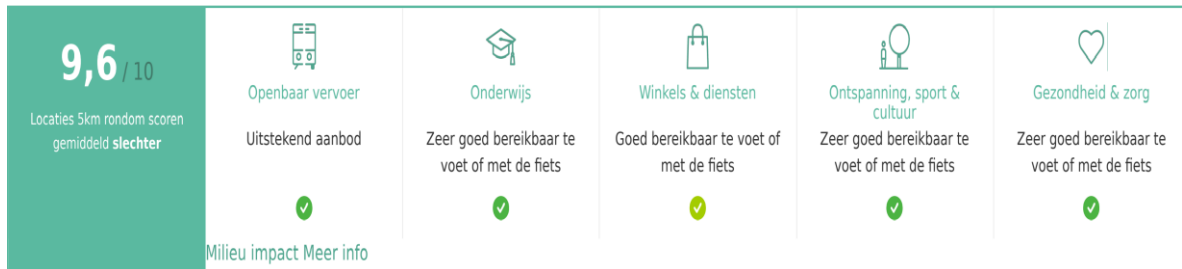 9,6 / 10
Locaties 5km rondom scoren
gemiddeld slechter
Openbaar vervoer
Uitstekend aanbod
Onderwijs
Zeer goed bereikbaar te
voet of met de fiets
Winkels & diensten
Goed bereikbaar te voet of
met de fiets
Ontspanning, sport &
cultuur
Zeer goed bereikbaar te
voet of met de fiets
Gezondheid & zorg
Zeer goed bereikbaar te
voet of met de fiets
Milieu impact Meer info